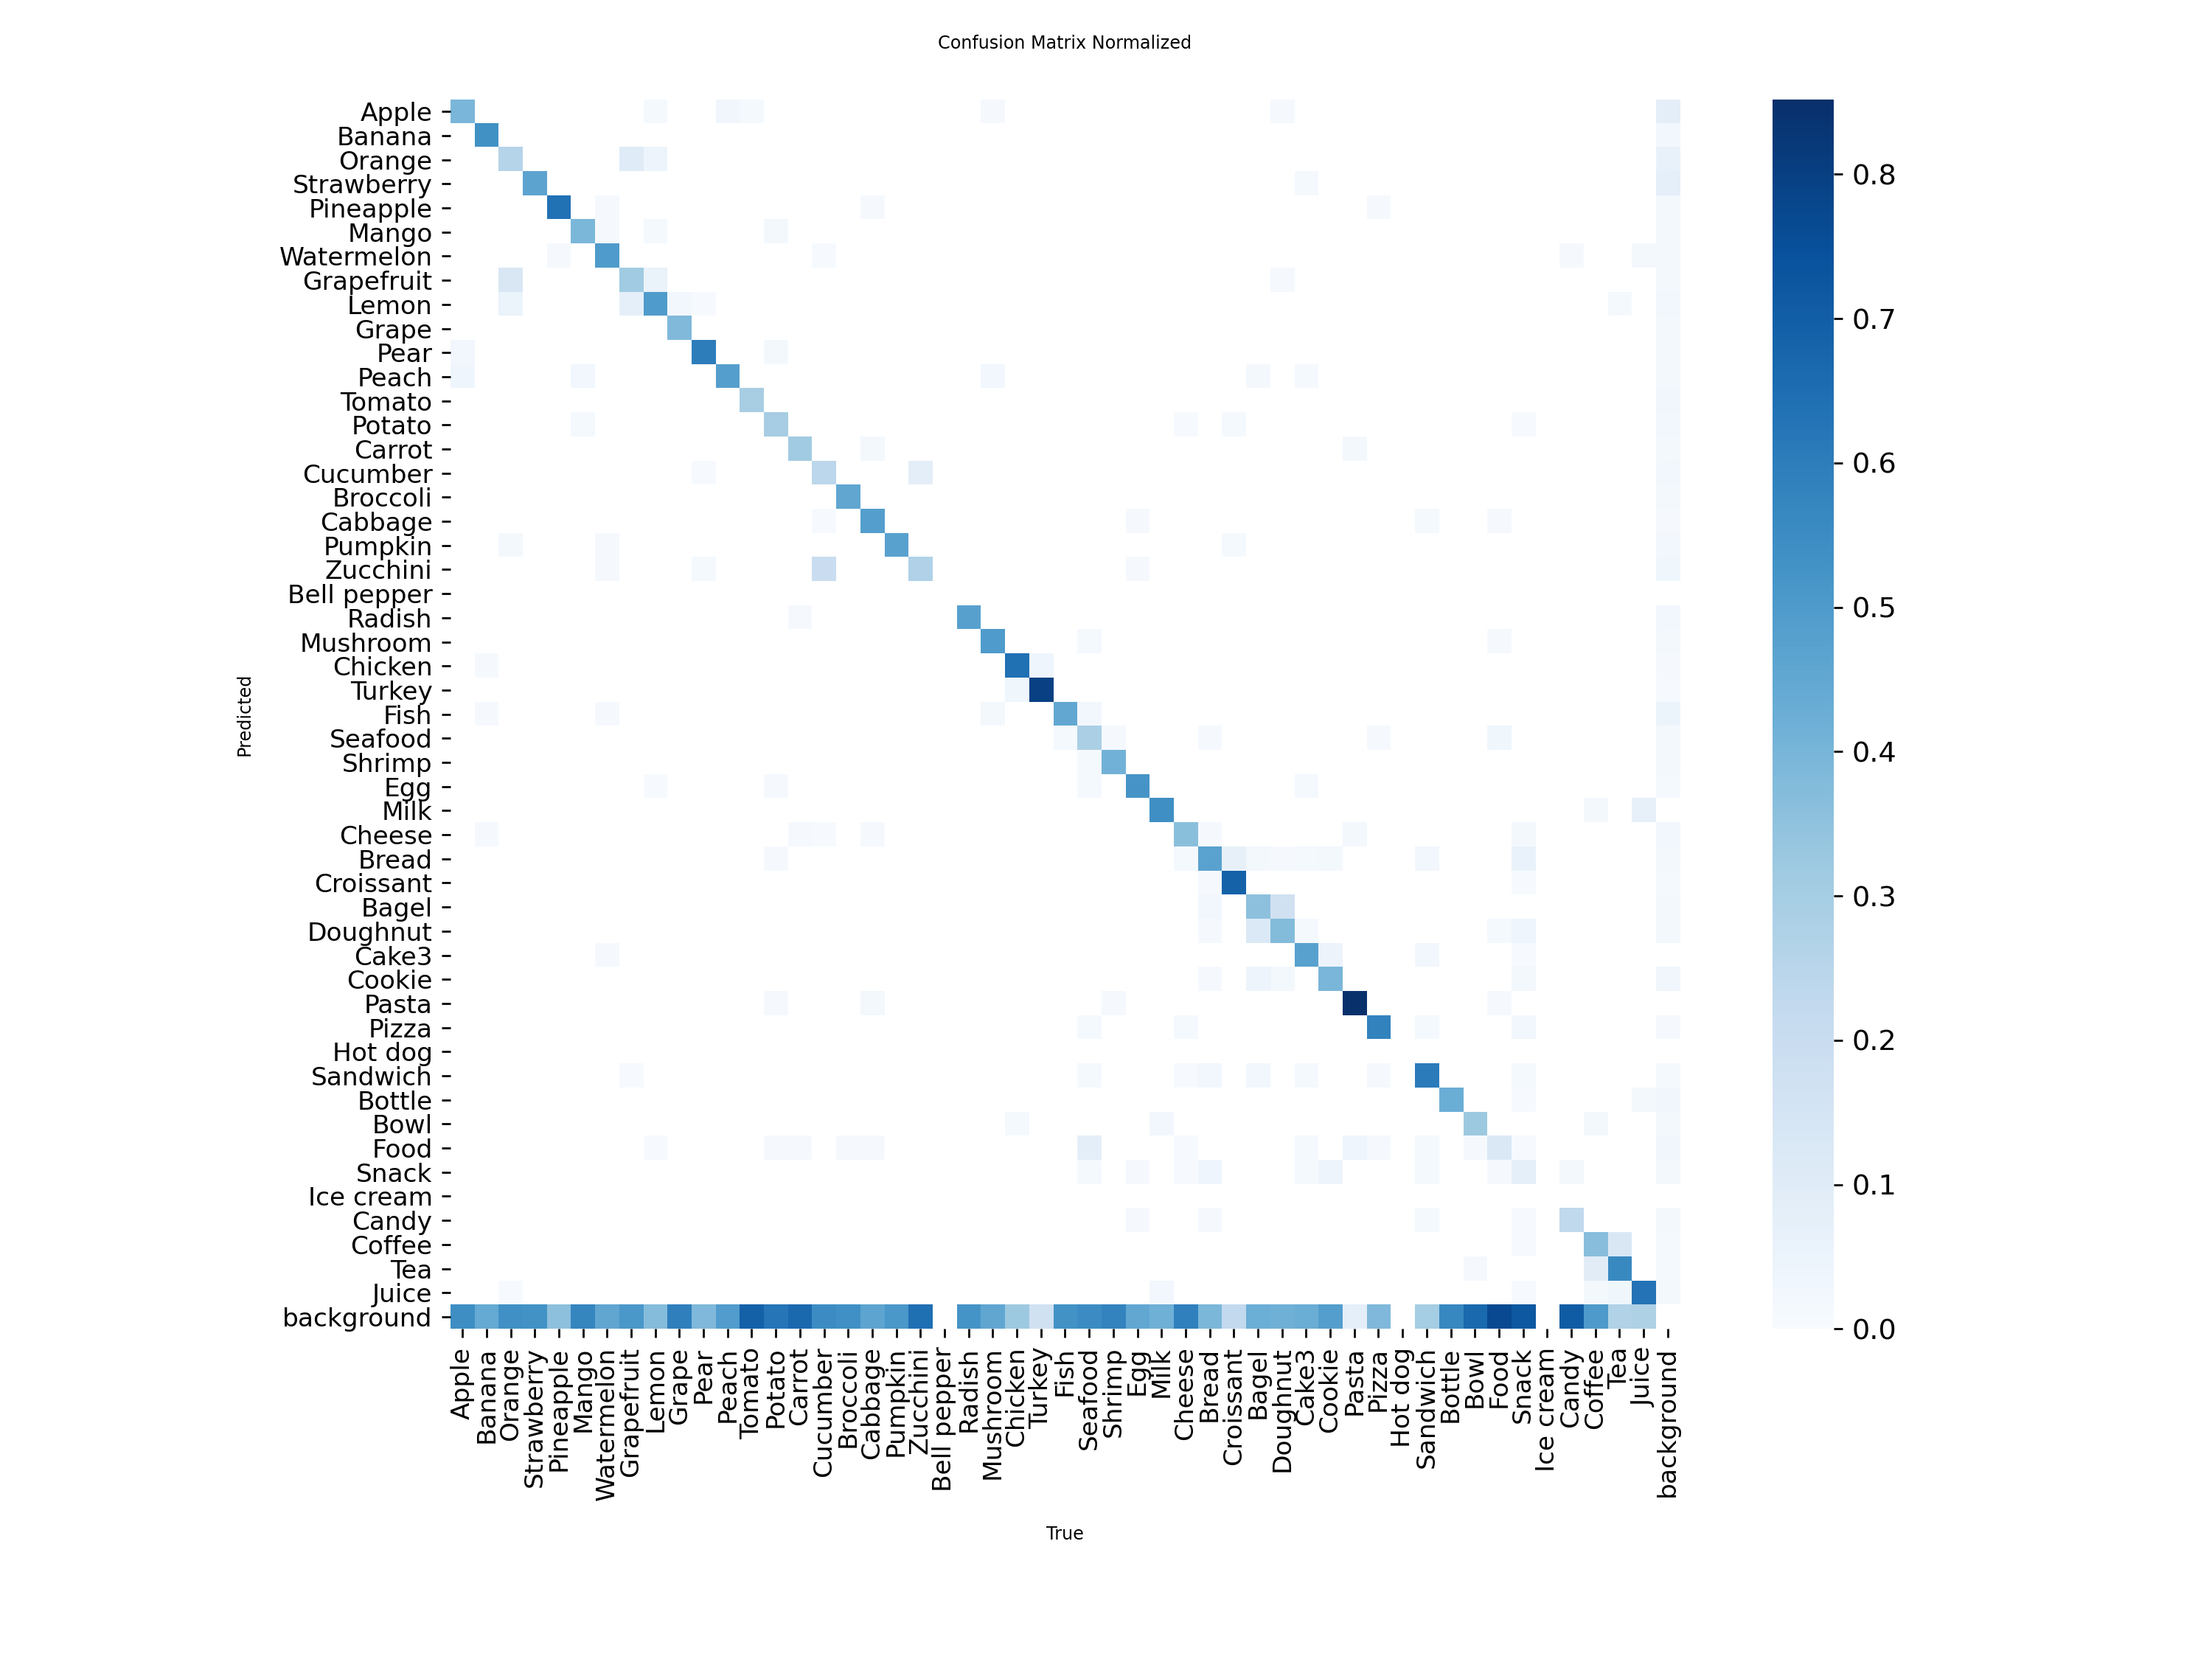 Confusion Matrix Normalized
Apple
Banana
Orange
Strawberry
Pineapple
Mango
Watermelon
Grapefruit
Lemon
Grape
Pear
Peach
Tomato
Potato
Carrot
Cucumber
Broccoli
Cabbage
Pumpkin
Zucchini
Bell pepper
Radish
Mushroom
Chicken
Turkey
Fish
Seafood
Shrimp
Egg
Milk
Cheese
Bread
Croissant
Bagel
Doughnut
Cake3
Cookie
Pasta
Pizza
Hot dog
Sandwich
Bottle
Bowl
Food
Snack
Ice cream
Candy
Coffee
Tea
Juice
background
Predicted
Apple
Banana
Orange
Strawberry
Pineapple
Mango
Watermelon
Grapefruit
Lemon
Grape
Pear
Peach
Tomato
Potato
Carrot
Cucumber
Broccoli
Cabbage
Pumpkin
Zucchini
Bell pepper
Radish
Mushroom
Chicken
Turkey
Fish
Seafood
Shrimp
Egg
Milk
Cheese
Bread
Croissant
Bagel
Doughnut
Cake3
Cookie
Pasta
Pizza
Hot dog
Sandwich
Bottle
Bowl
Food
Snack
Ice cream
Candy
Coffee
Tea
Juice
background
True
0.8
0.7
0.6
0.5
0.4
0.3
0.2
0.1
0.0